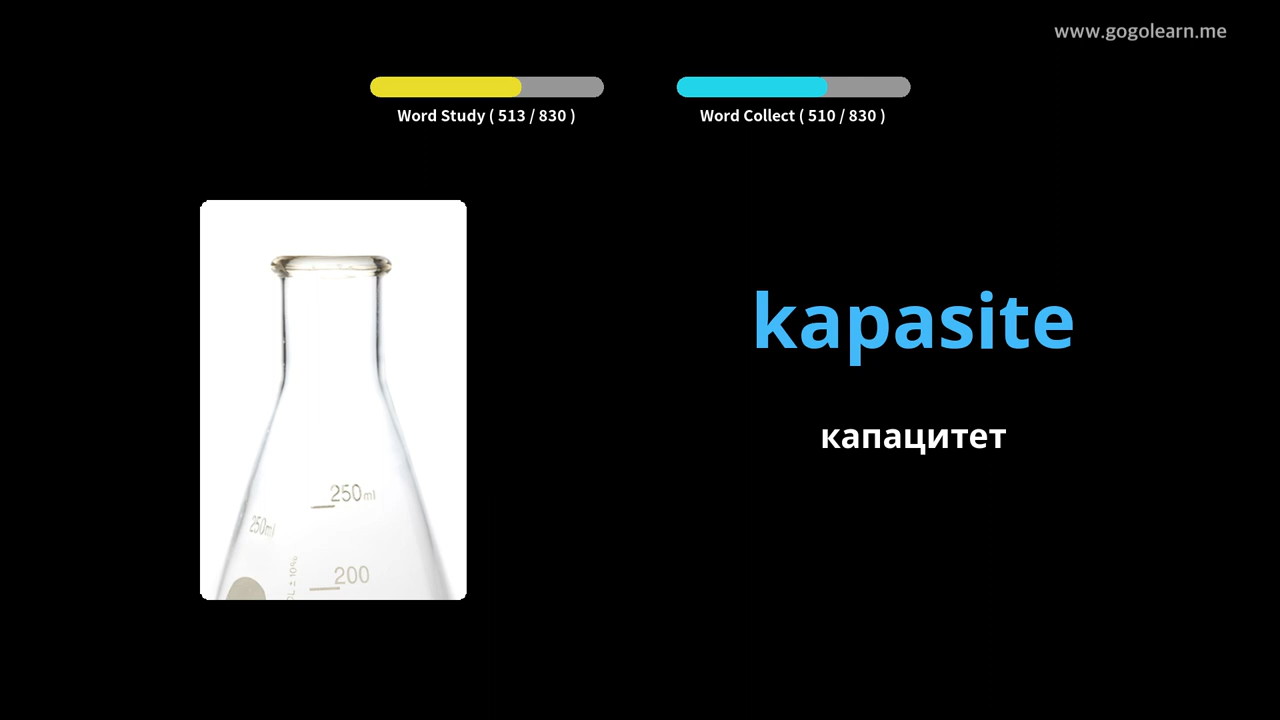 www.gogolearn.me
Word Study ( 513 / 830 )
Word Collect ( 510 / 830 )
kapasite
капацитет
250ml
250ml
200